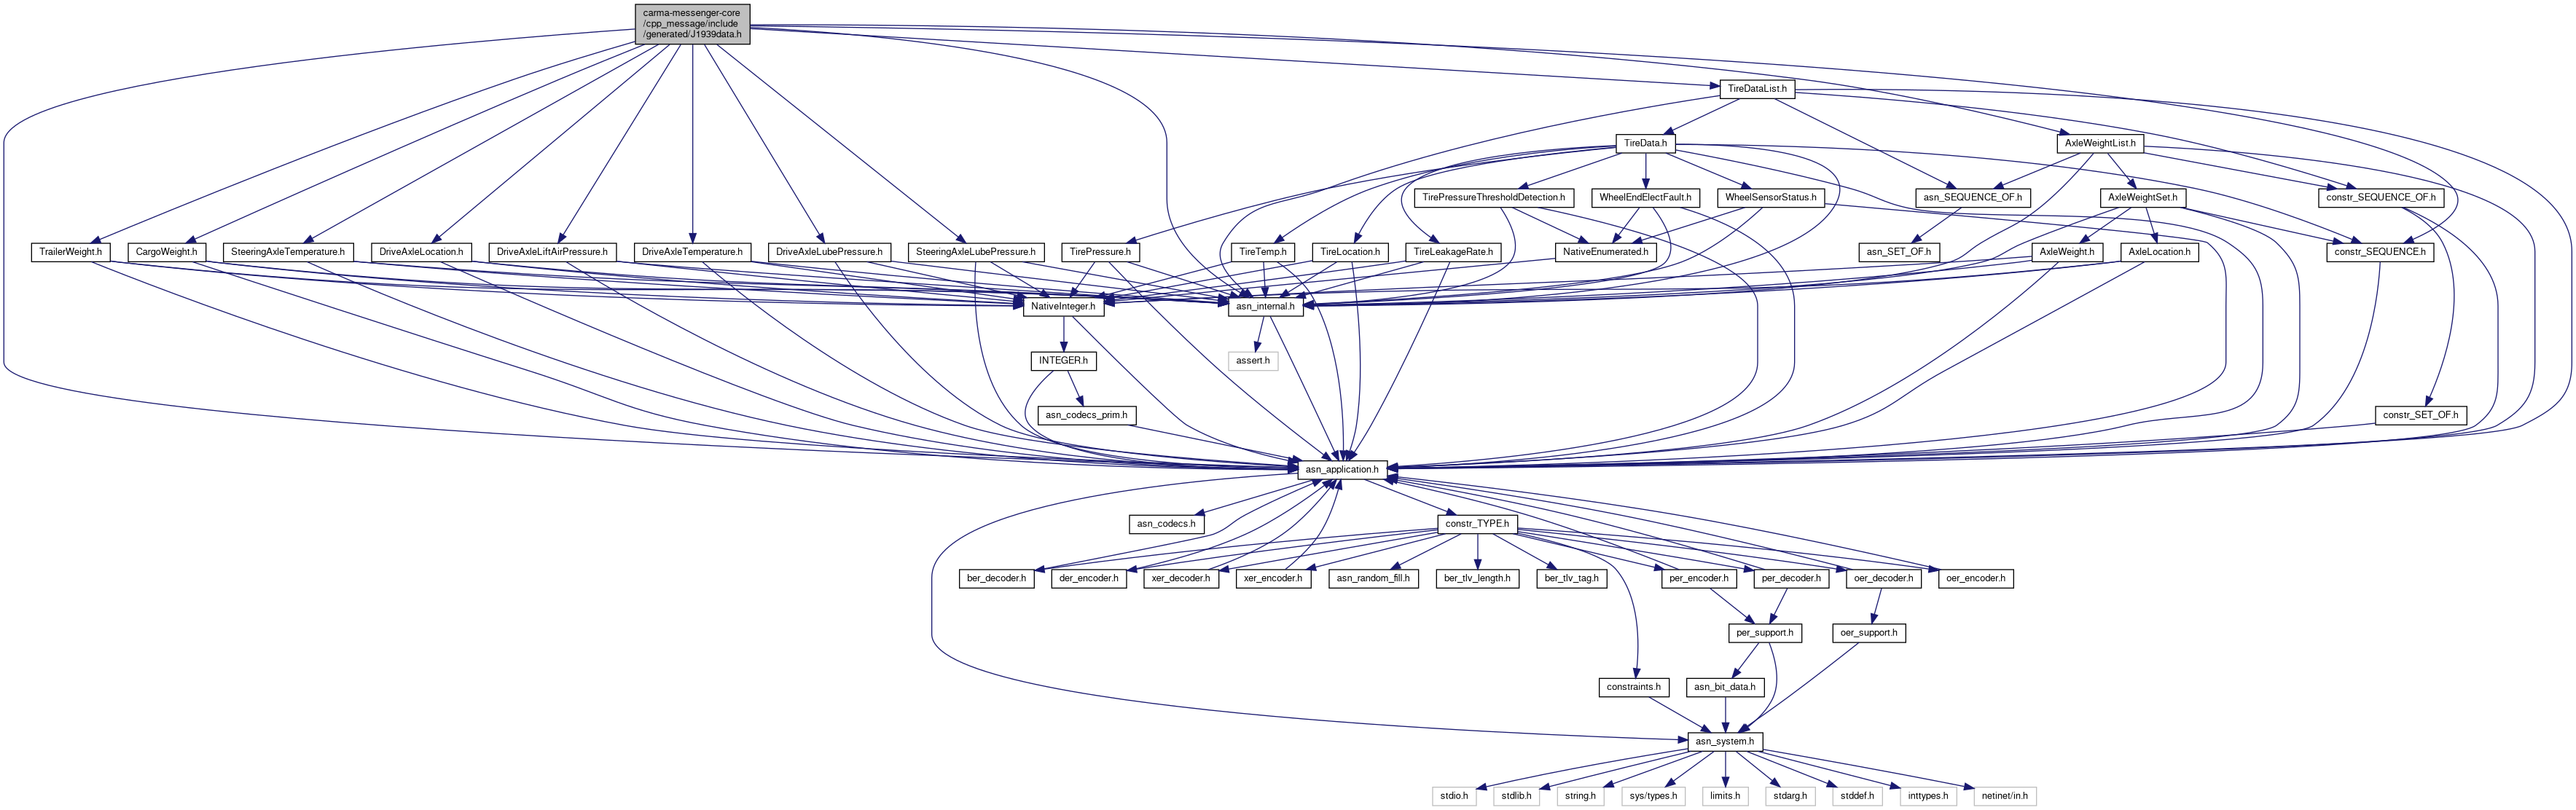 carma-messenger-core
/cpp_message/include
/generated/J1939data.h
TireDataList.h
TireData.h
AxleWeightList.h
TirePressureThresholdDetection.h
WheelEndElectFault.h
WheelSensorStatus.h
asn_SEQUENCE_OF.h
AxleWeightSet.h
constr_SEQUENCE_OF.h
TrailerWeight.h
CargoWeight.h
SteeringAxleTemperature.h
DriveAxleLocation.h
DriveAxleLiftAirPressure.h
DriveAxleTemperature.h
DriveAxleLubePressure.h
SteeringAxleLubePressure.h
TirePressure.h
TireTemp.h
TireLocation.h
TireLeakageRate.h
NativeEnumerated.h
asn_SET_OF.h
AxleWeight.h
AxleLocation.h
constr_SEQUENCE.h
NativeInteger.h
asn_internal.h
INTEGER.h
assert.h
asn_codecs_prim.h
constr_SET_OF.h
asn_application.h
asn_codecs.h
constr_TYPE.h
ber_decoder.h
der_encoder.h
xer_decoder.h
xer_encoder.h
asn_random_fill.h
ber_tlv_length.h
ber_tlv_tag.h
per_encoder.h
per_decoder.h
oer_decoder.h
oer_encoder.h
per_support.h
oer_support.h
constraints.h
asn_bit_data.h
asn_system.h
stdio.h
stdlib.h
string.h
sys/types.h
limits.h
stdarg.h
stddef.h
inttypes.h
netinet/in.h